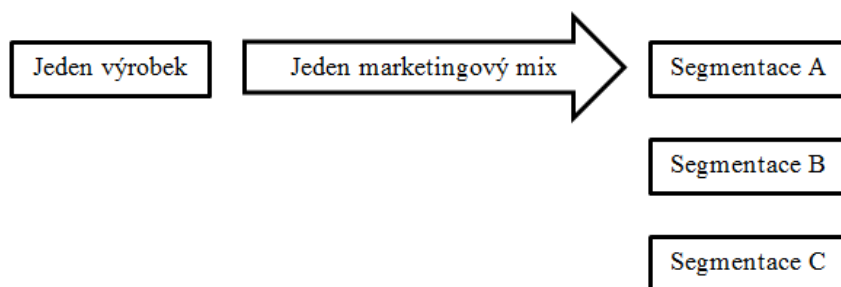 Jeden výrobek
Jeden marketingový mix
Segmentace A
Segmentace B
Segmentace C